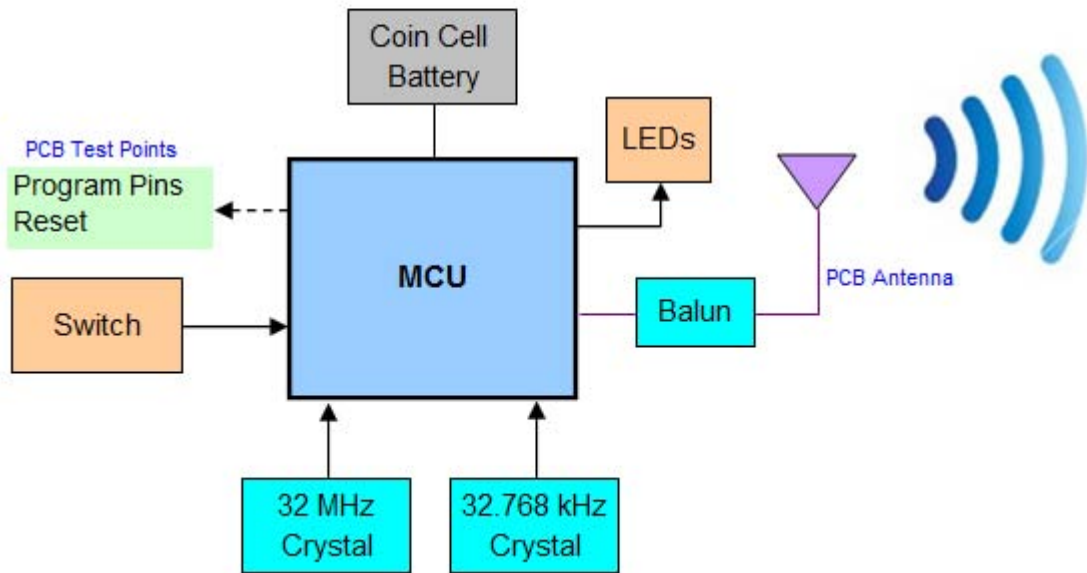 Coin Cell
Battery
LEDs
PCB Test Points
Program Pins
Reset
MCU
PCB Antenna
Switch
Balun
32 MHz
Crystal
32.768 kHz
Crystal